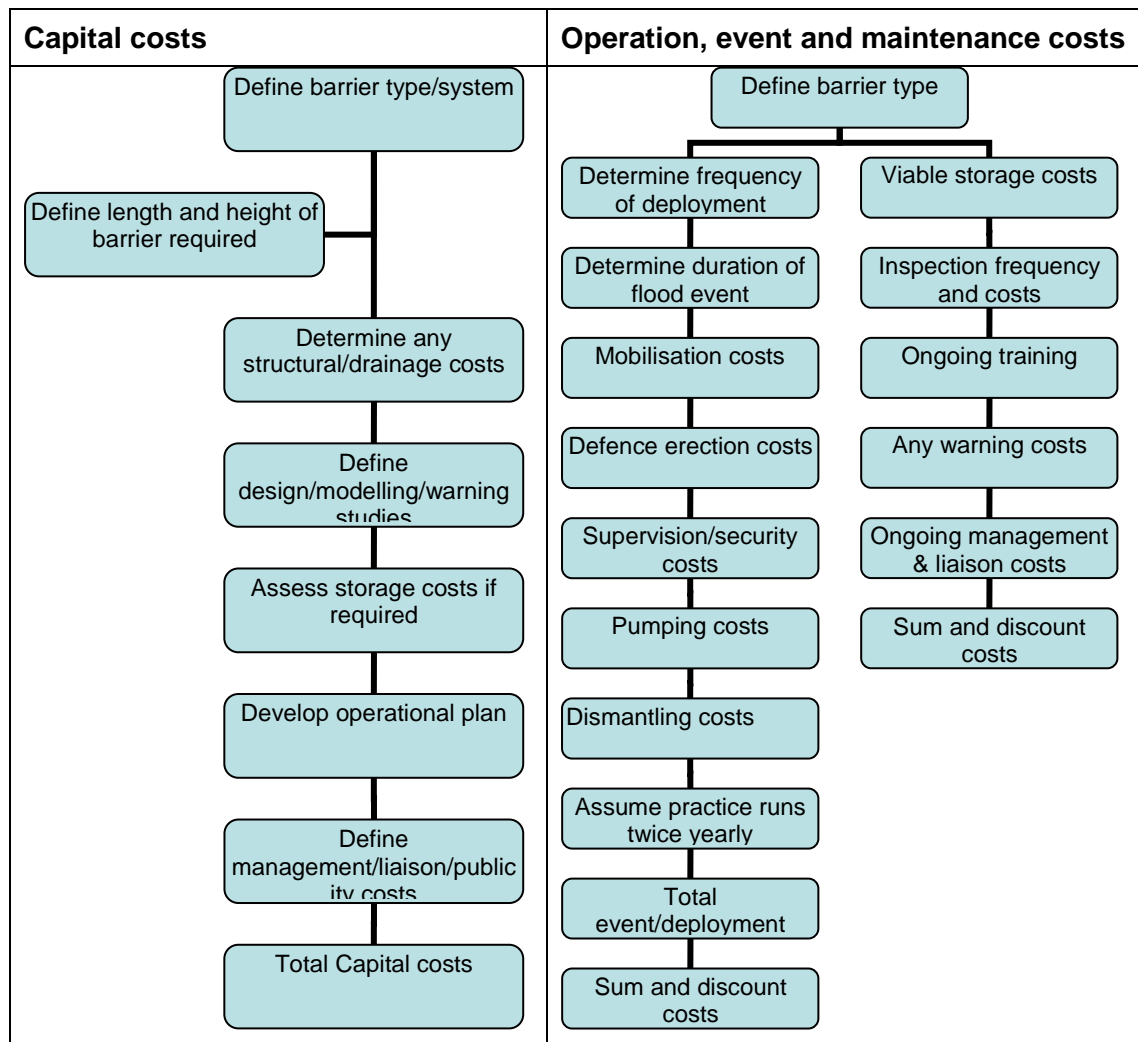 Capital costs
Define barrier type/system
Define length and height of
barrier required
Determine any
structural/drainage costs
Define
design/modelling/warning
studies
Assess storage costs if
required
Develop operational plan
Define
management/liaison/public
ity costs
Total Capital costs
Operation, event and maintenance costs
Define barrier type
Determine frequency
of deployment
Determine duration of
flood event
Mobilisation costs
Defence erection costs
Supervision/security
costs
Pumping costs
Dismantling costs
Assume practice runs
twice yearly
Total
event/deployment
Sum and discount
costs
Viable storage costs
Inspection frequency
and costs
Ongoing training
Any warning costs
Ongoing management
& liaison costs
Sum and discount
costs